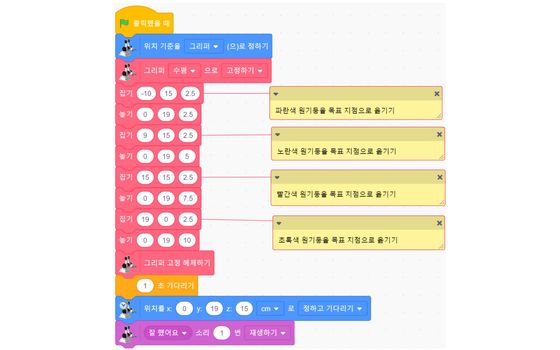 클릭했을 때
위치 기준을 그리퍼 (으)로 정하기
그리퍼 수평 으로 고정하기
잡기 -10 15 2.5
파란색 원기둥을 목표 지점으로 옮기기
놓기 0 19 2.5
잡기 9 15 2.5
노란색 원기둥을 목표 지점으로 옮기기
놓기 0 19 5
잡기 15 15 2.5
빨간색 원기둥을 목표 지점으로 옮기기
놓기 0 19 7.5
잡기 19 0 2.5
초록색 원기둥을 목표 지점으로 옮기기
놓기 0 19 10
그리퍼 고정 해제하기
1 초 기다리기
위치를 x: 0 y: 19 z: 15 cm 로 정하고 기다리기
잘 했어요 소리 1 번 재생하기